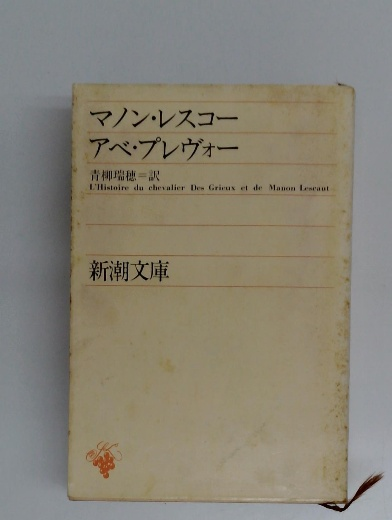 マノン・レスコー
アベ・プレヴォー
青柳瑞穂＝訳
L'Histoire du chevalier Des Grieux et de Manon Lescaut
新潮文庫